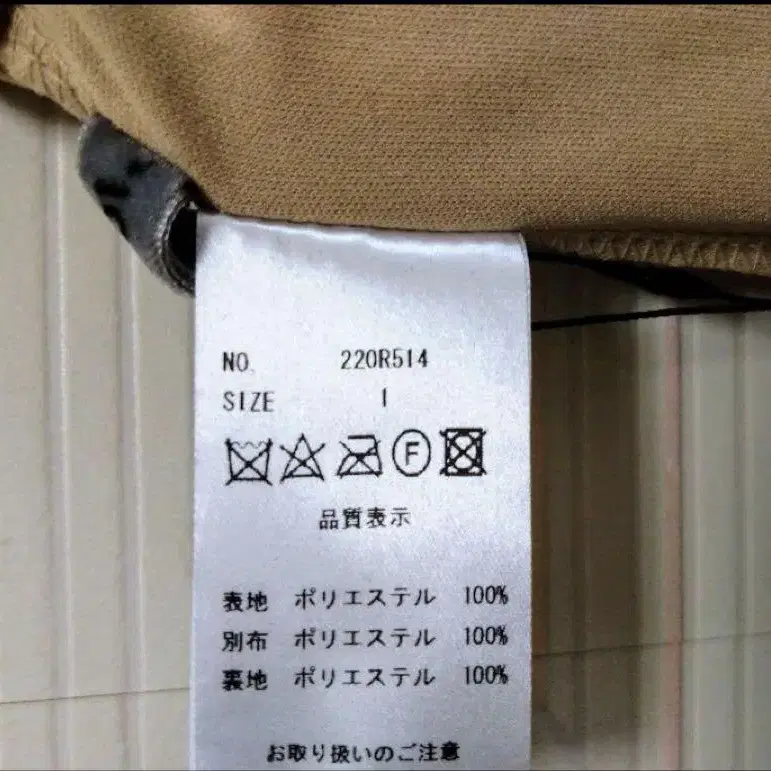 NO. 220R514
SIZE 1
F
品質表示
表地 ポリエステル 100%
別布 ポリエステル 100%
裏地 ポリエステル 100%
お取り扱いのご注意